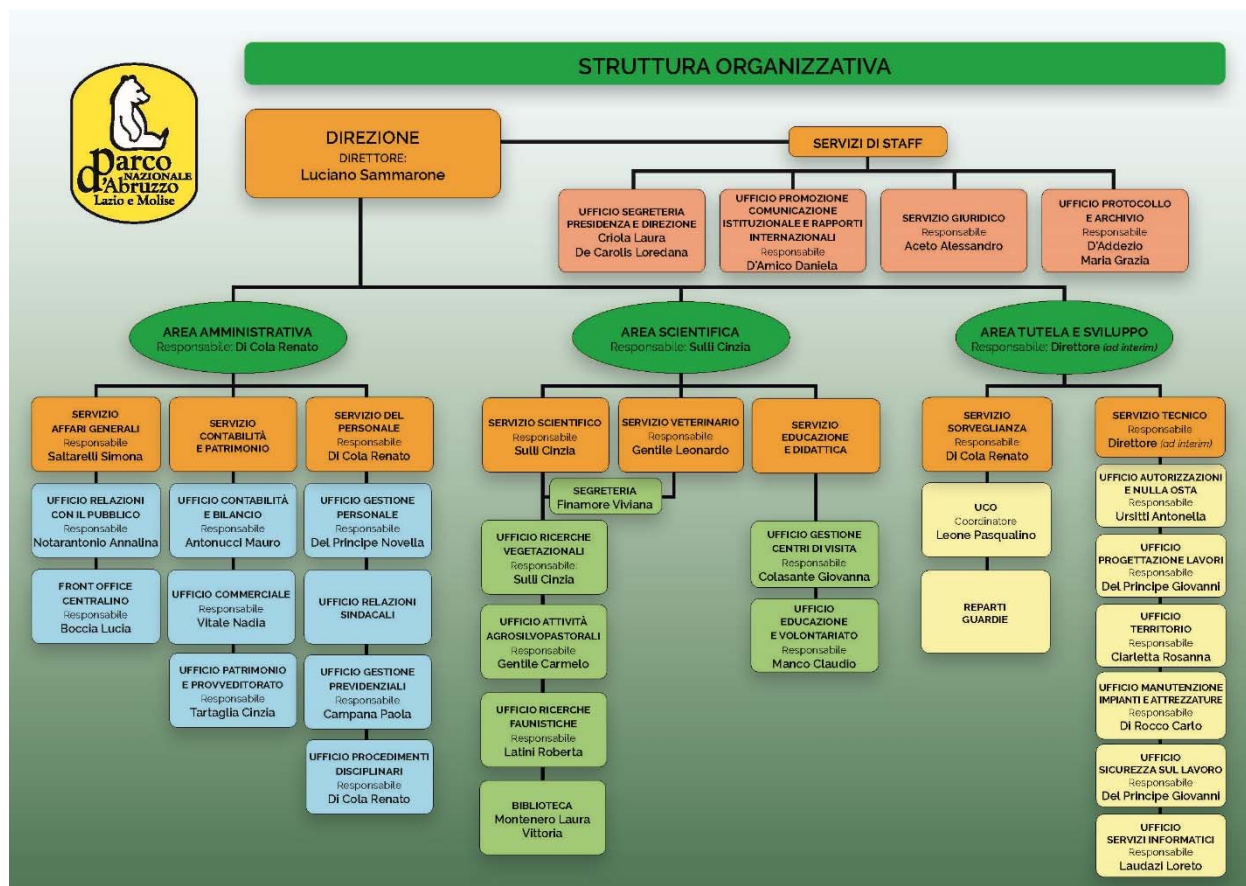 STRUTTURA ORGANIZZATIVA
Parco
NAZIONALE
d'Abruzzo
Lazio e Molise
DIREZIONE
DIRETTORE:
Luciano Sammarone
SERVIZI DI STAFF
UFFICIO SEGRETERIA
PRESIDENZA E DIREZIONE
Criola Laura
De Carolis Loredana
UFFICIO PROMOZIONE
COMUNICAZIONE
ISTITUZIONALE E RAPPORTI
INTERNAZIONALI
Responsabile
D'Amico Daniela
SERVIZIO GIURIDICO
Responsabile
Aceto Alessandro
UFFICIO PROTOCOLLO
E ARCHIVIO
Responsabile
D'Addezio
Maria Grazia
AREA AMMINISTRATIVA
Responsabile: Di Cola Renato
AREA SCIENTIFICA
Responsabile: Sulli Cinzia
AREA TUTELA E SVILUPPO
Responsabile: Direttore (ad interim)
SERVIZIO
AFFARI GENERALI
Responsabile
Saltarelli Simona
UFFICIO RELAZIONI
CON IL PUBBLICO
Responsabile
Notarantonio Annalina
FRONT OFFICE
CENTRALINO
Responsabile
Boccia Lucia
SERVIZIO
CONTABILITÀ
E PATRIMONIO
UFFICIO CONTABILITÀ
E BILANCIO
Responsabile
Antonucci Mauro
UFFICIO COMMERCIALE
Responsabile
Vitale Nadia
UFFICIO PATRIMONIO
E PROVVEDITORATO
Responsabile
Tartaglia Cinzia
SERVIZIO DEL
PERSONALE
Responsabile
Di Cola Renato
UFFICIO GESTIONE
PERSONALE
Responsabile
Del Principe Novella
UFFICIO RELAZIONI
SINDACALI
UFFICIO GESTIONE
PREVIDENZIALI
Responsabile
Campana Paola
UFFICIO PROCEDIMENTI
DISCIPLINARI
Responsabile
Di Cola Renato
SERVIZIO SCIENTIFICO
Responsabile
Sulli Cinzia
SERVIZIO VETERINARIO
Responsabile
Gentile Leonardo
SEGRETERIA
Finamore Viviana
UFFICIO RICERCHE
VEGETAZIONALI
Responsabile:
Sulli Cinzia
UFFICIO ATTIVITÀ
AGROSILVOPASTORALI
Responsabile
Gentile Carmelo
UFFICIO RICERCHE
FAUNISTICHE
Responsabile
Latini Roberta
BIBLIOTECA
Montenero Laura
Vittoria
SERVIZIO
EDUCAZIONE
E DIDATTICA
UFFICIO GESTIONE
CENTRI DI VISITA
Responsabile
Colasante Giovanna
UFFICIO
EDUCAZIONE
E VOLONTARIATO
Responsabile
Manco Claudio
SERVIZIO
SORVEGLIANZA
Responsabile
Di Cola Renato
UCO
Coordinatore
Leone Pasqualino
REPARTI
GUARDIE
SERVIZIO TECNICO
Responsabile
Direttore (ad interim)
UFFICIO AUTORIZZAZIONI
E NULLA OSTA
Responsabile
Ursitti Antonella
UFFICIO
PROGETTAZIONE LAVORI
Responsabile
Del Principe Giovanni
UFFICIO
TERRITORIO
Responsabile
Ciarletta Rosanna
UFFICIO MANUTENZIONE
IMPIANTI E ATTREZZATURE
Responsabile
Di Rocco Carlo
UFFICIO
SICUREZZA SUL LAVORO
Responsabile
Del Principe Giovanni
UFFICIO
SERVIZI INFORMATICI
Responsabile
Laudazi Loreto